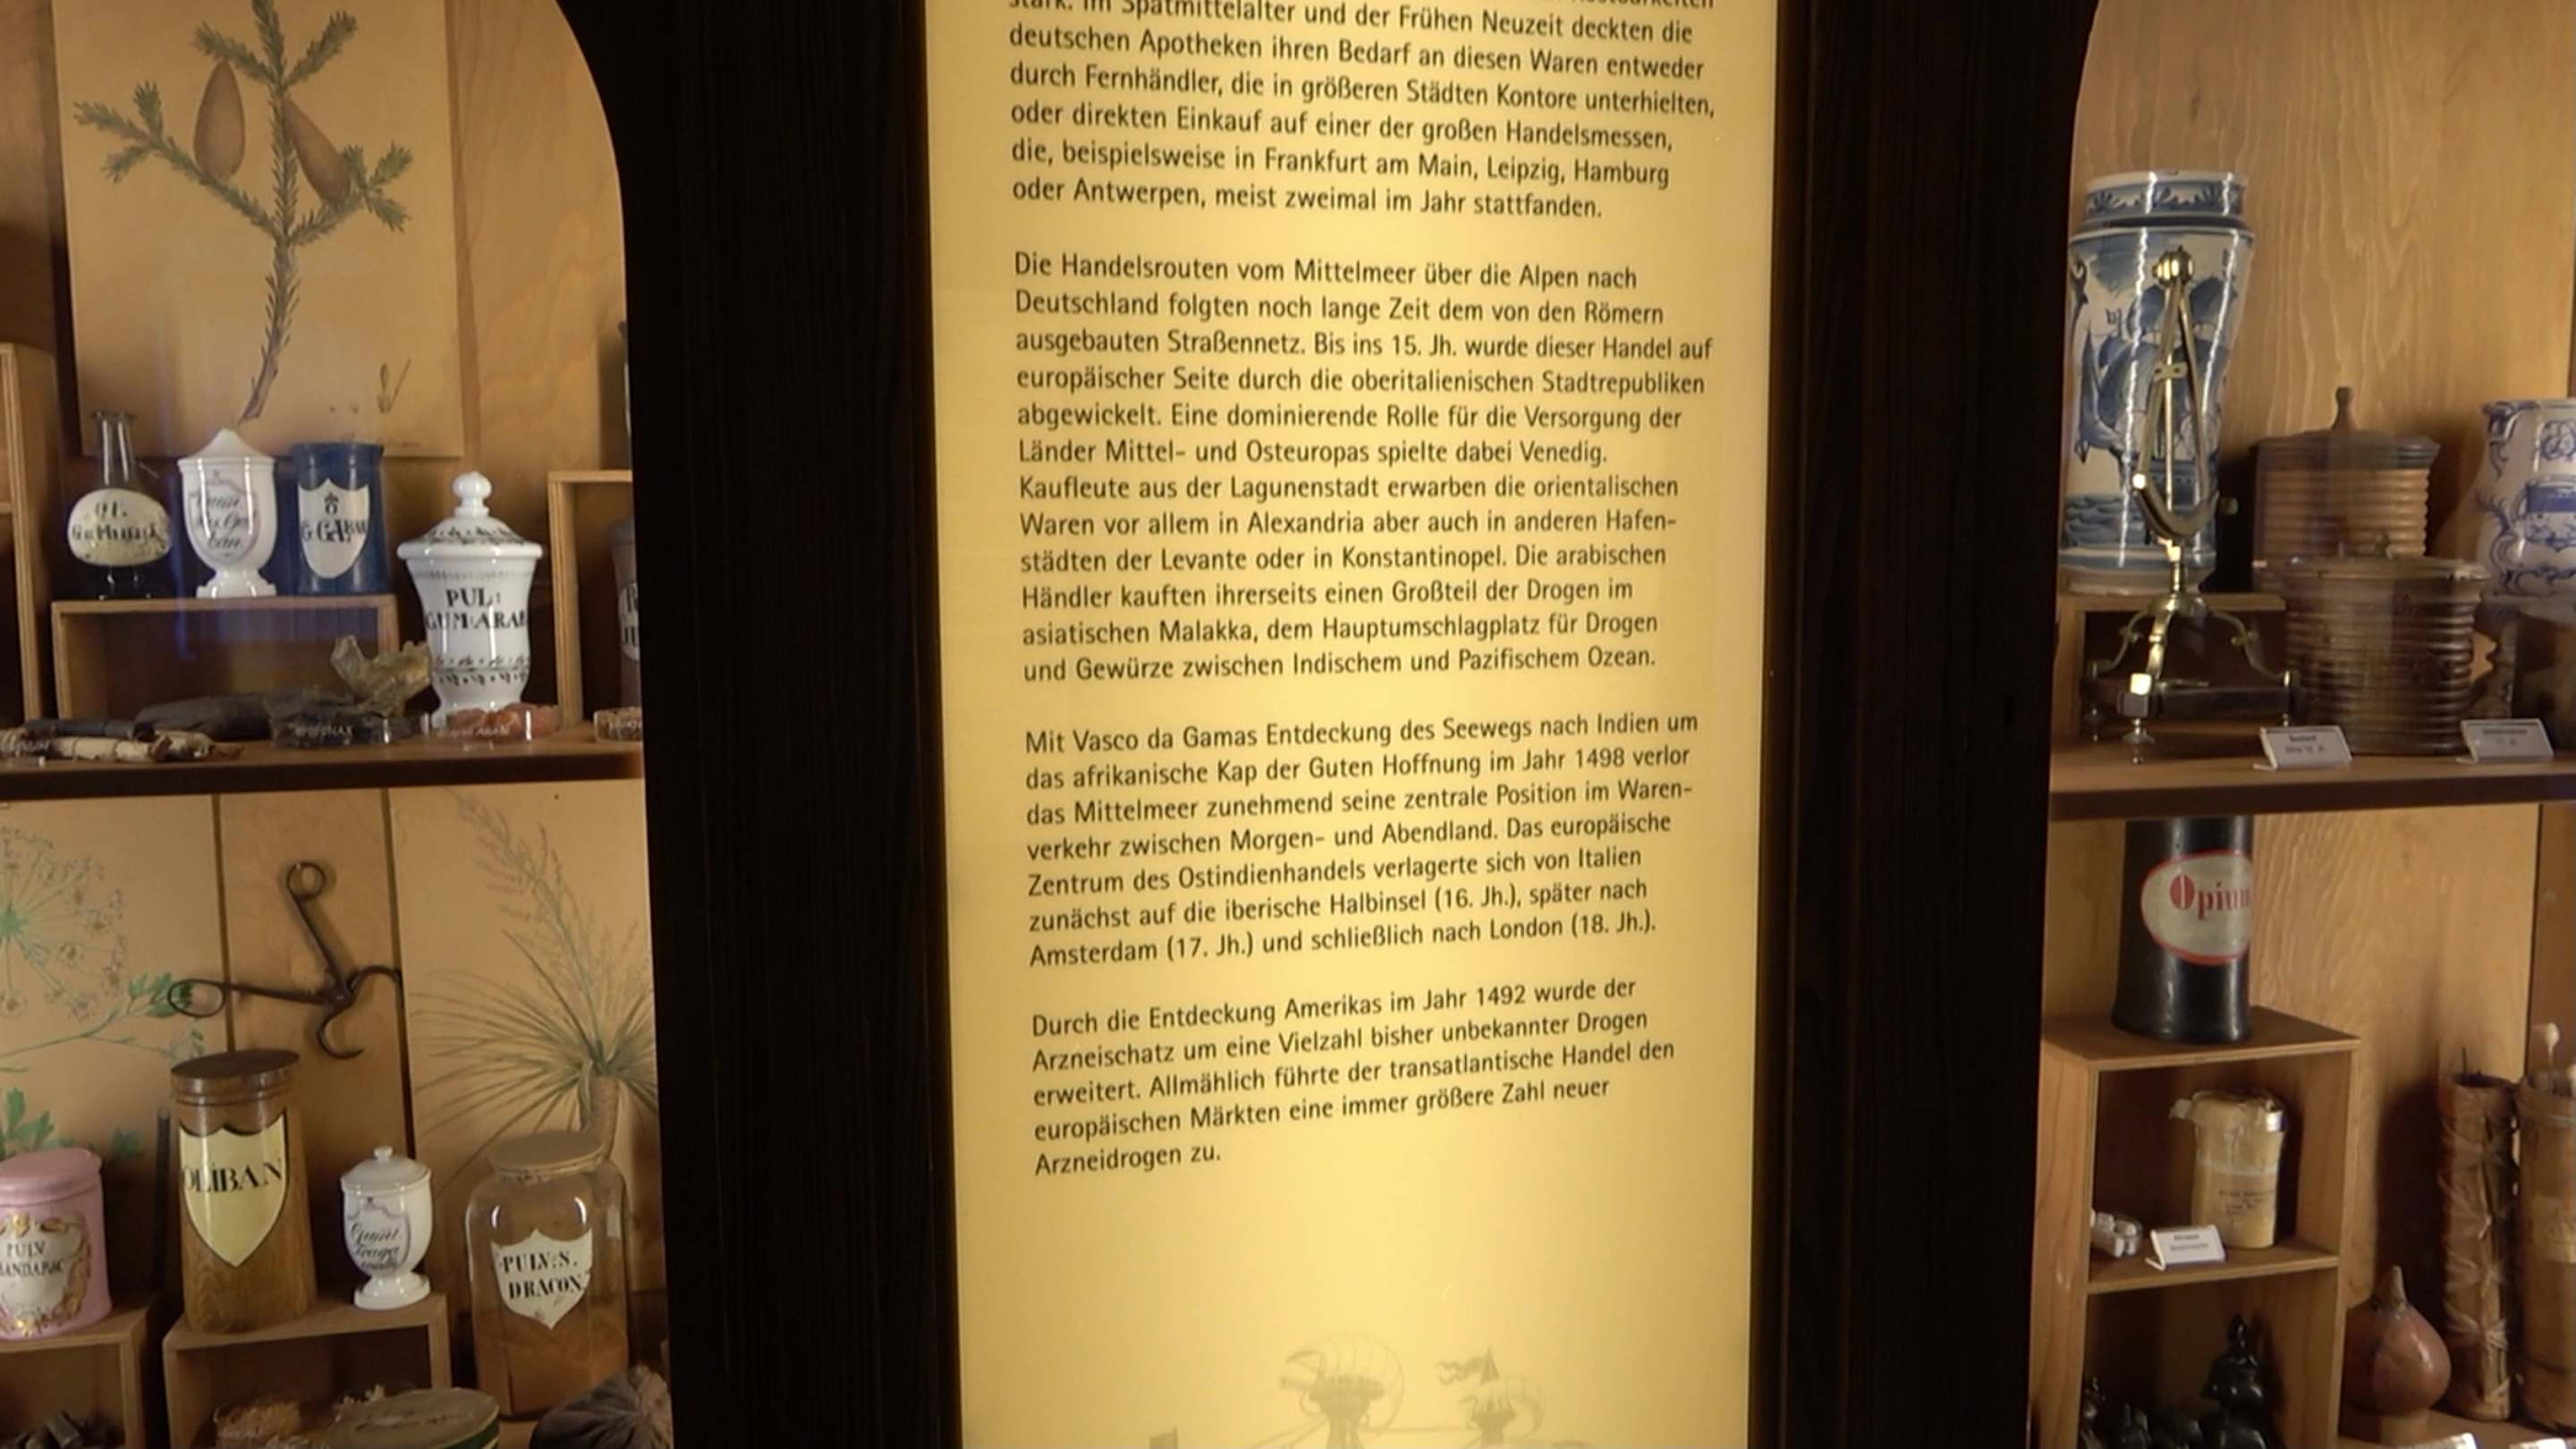 stark. Im Spätmittelalter und der Frühen Neuzeit deckten die
deutschen Apotheken ihren Bedarf an diesen Waren entweder
durch Fernhändler, die in größeren Städten Kontore unterhielten,
oder direkten Einkauf auf einer der großen Handelsmessen,
die, beispielsweise in Frankfurt am Main, Leipzig, Hamburg
oder Antwerpen, meist zweimal im Jahr stattfanden.
Die Handelsrouten vom Mittelmeer über die Alpen nach
Deutschland folgten noch lange Zeit dem von den Römern
ausgebauten Straßennetz. Bis ins 15. Jh. wurde dieser Handel auf
europäischer Seite durch die oberitalienischen Stadtrepubliken
abgewickelt. Eine dominierende Rolle für die Versorgung der
Länder Mittel- und Osteuropas spielte dabei Venedig.
Kaufleute aus der Lagunenstadt erwarben die orientalischen
Waren vor allem in Alexandria aber auch in anderen Hafen-
städten der Levante oder in Konstantinopel. Die arabischen
Händler kauften ihrerseits einen Großteil der Drogen im
asiatischen Malakka, dem Hauptumschlagplatz für Drogen
und Gewürze zwischen Indischem und Pazifischem Ozean.
Mit Vasco da Gamas Entdeckung des Seewegs nach Indien um
das afrikanische Kap der Guten Hoffnung im Jahr 1498 verlor
das Mittelmeer zunehmend seine zentrale Position im Waren-
verkehr zwischen Morgen- und Abendland. Das europäische
Zentrum des Ostindienhandels verlagerte sich von Italien
zunächst auf die iberische Halbinsel (16. Jh.), später nach
Amsterdam (17. Jh.) und schließlich nach London (18. Jh.).
Durch die Entdeckung Amerikas im Jahr 1492 wurde der
Arzneischatz um eine Vielzahl bisher unbekannter Drogen
erweitert. Allmählich führte der transatlantische Handel den
europäischen Märkten eine immer größere Zahl neuer
Arzneidrogen zu.
PUL:
GUM:ARAB
OLIBAN
PULV
PULV:S.
DRACON
Opium